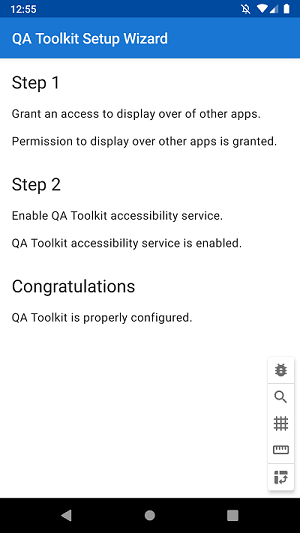 12:55
QA Toolkit Setup Wizard
Step 1
Grant an access to display over of other apps.
Permission to display over other apps is granted.
Step 2
Enable QA Toolkit accessibility service.
QA Toolkit accessibility service is enabled.
Congratulations
QA Toolkit is properly configured.